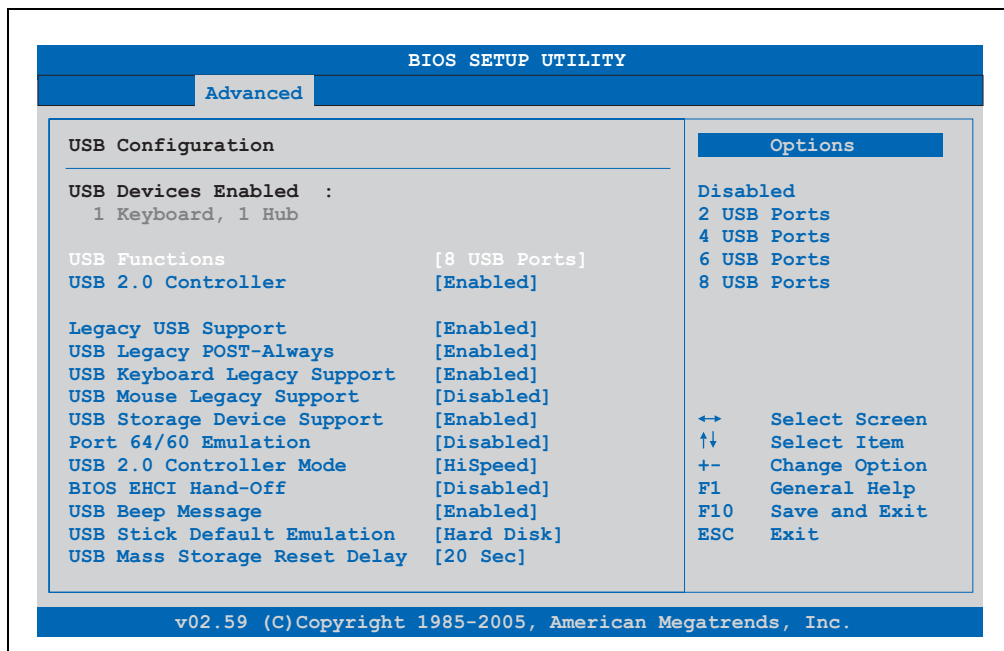 BIOS SETUP UTILITY
Advanced
USB Configuration
USB Devices Enabled :
1 Keyboard, 1 Hub
USB Functions [8 USB Ports]
USB 2.0 Controller [Enabled]
Legacy USB Support [Enabled]
USB Legacy POST-Always [Enabled]
USB Keyboard Legacy Support [Enabled]
USB Mouse Legacy Support [Disabled]
USB Storage Device Support [Enabled]
Port 64/60 Emulation [Disabled]
USB 2.0 Controller Mode [HiSpeed]
BIOS EHCI Hand-Off [Disabled]
USB Beep Message [Enabled]
USB Stick Default Emulation [Hard Disk]
USB Mass Storage Reset Delay [20 Sec]
Options
Disabled
2 USB Ports
4 USB Ports
6 USB Ports
8 USB Ports
↔ Select Screen
↑↓ Select Item
+- Change Option
F1 General Help
F10 Save and Exit
ESC Exit
v02.59 (C)Copyright 1985-2005, American Megatrends, Inc.